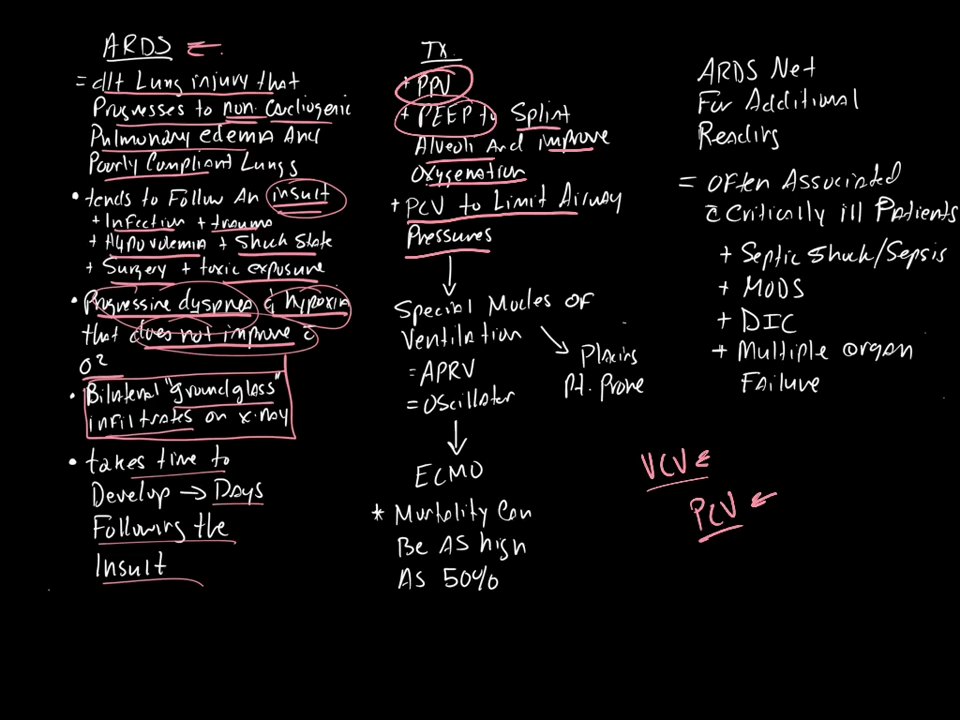 ARDS
= d/t Lung injury that
Progresses to non-Cardiogenic
Pulmonary edema And
Poorly Compliant Lungs
• tends to Follow An insult
+ Infection + trauma
+ Hypovolemia + Shock State
+ Surgery + toxic exposure
• Progressive dyspnea & hypoxia
that does not improve c̄
O2
• Bilateral "ground glass"
infiltrates on x-ray
• takes time to
Develop → Days
Following the
Insult
TX.
+ PPV
+ PEEP to Splint
Alveoli And improve
Oxygenation
+ PCV to Limit Airway
Pressures
Special Modes of
Ventilation
= APRV
= Oscillator
Placing
Pt. Prone
ECMO
* Mortality Can
Be AS high
As 50%
ARDS Net
For Additional
Reading
= Often Associated
c̄ Critically ill Patients
+ Septic Shock/Sepsis
+ MODS
+ DIC
+ Multiple organ
Failure
VCV
PCV